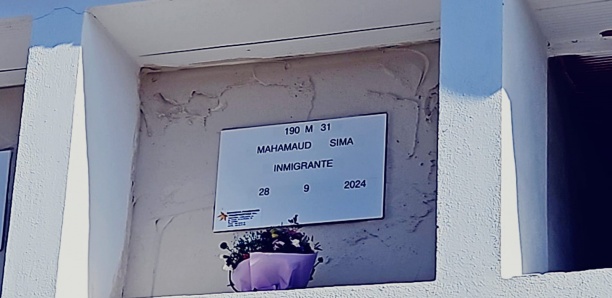 190 M 31
MAHAMAUD SIMA
INMIGRANTE
28 9 2024